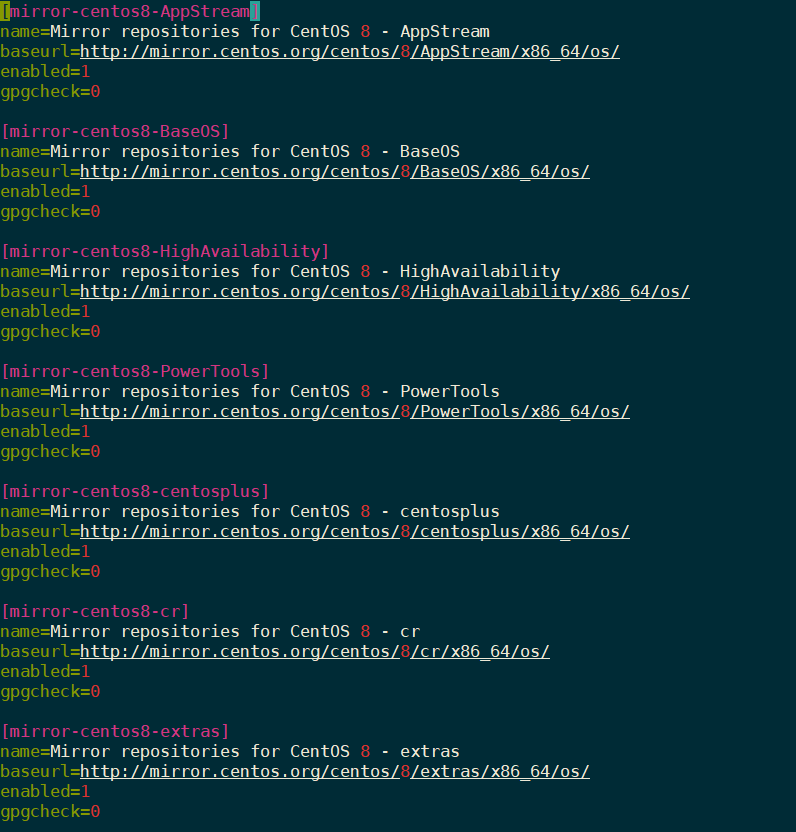 [mirror-centos8-AppStream]
name=Mirror repositories for CentOS 8 - AppStream
baseurl=http://mirror.centos.org/centos/8/AppStream/x86_64/os/
enabled=1
gpgcheck=0
[mirror-centos8-BaseOS]
name=Mirror repositories for CentOS 8 - BaseOS
baseurl=http://mirror.centos.org/centos/8/BaseOS/x86_64/os/
enabled=1
gpgcheck=0
[mirror-centos8-HighAvailability]
name=Mirror repositories for CentOS 8 - HighAvailability
baseurl=http://mirror.centos.org/centos/8/HighAvailability/x86_64/os/
enabled=1
gpgcheck=0
[mirror-centos8-PowerTools]
name=Mirror repositories for CentOS 8 - PowerTools
baseurl=http://mirror.centos.org/centos/8/PowerTools/x86_64/os/
enabled=1
gpgcheck=0
[mirror-centos8-centosplus]
name=Mirror repositories for CentOS 8 - centosplus
baseurl=http://mirror.centos.org/centos/8/centosplus/x86_64/os/
enabled=1
gpgcheck=0
[mirror-centos8-cr]
name=Mirror repositories for CentOS 8 - cr
baseurl=http://mirror.centos.org/centos/8/cr/x86_64/os/
enabled=1
gpgcheck=0
[mirror-centos8-extras]
name=Mirror repositories for CentOS 8 - extras
baseurl=http://mirror.centos.org/centos/8/extras/x86_64/os/
enabled=1
gpgcheck=0